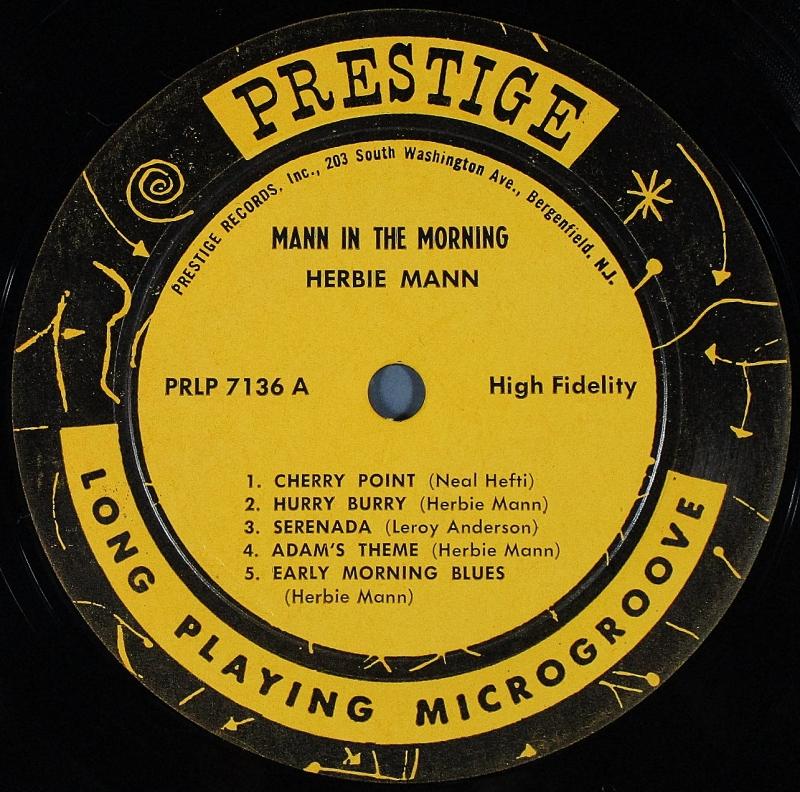 PRESTIGE
PRESTIGE RECORDS, Inc., 203 South Washington Ave., Bergenfield, N.J.
MANN IN THE MORNING
HERBIE MANN
PRLP 7136 A
High Fidelity
1. CHERRY POINT (Neal Hefti)
2. HURRY BURRY (Herbie Mann)
3. SERENADA (Leroy Anderson)
4. ADAM'S THEME (Herbie Mann)
5. EARLY MORNING BLUES
(Herbie Mann)
LONG PLAYING MICROGROOVE